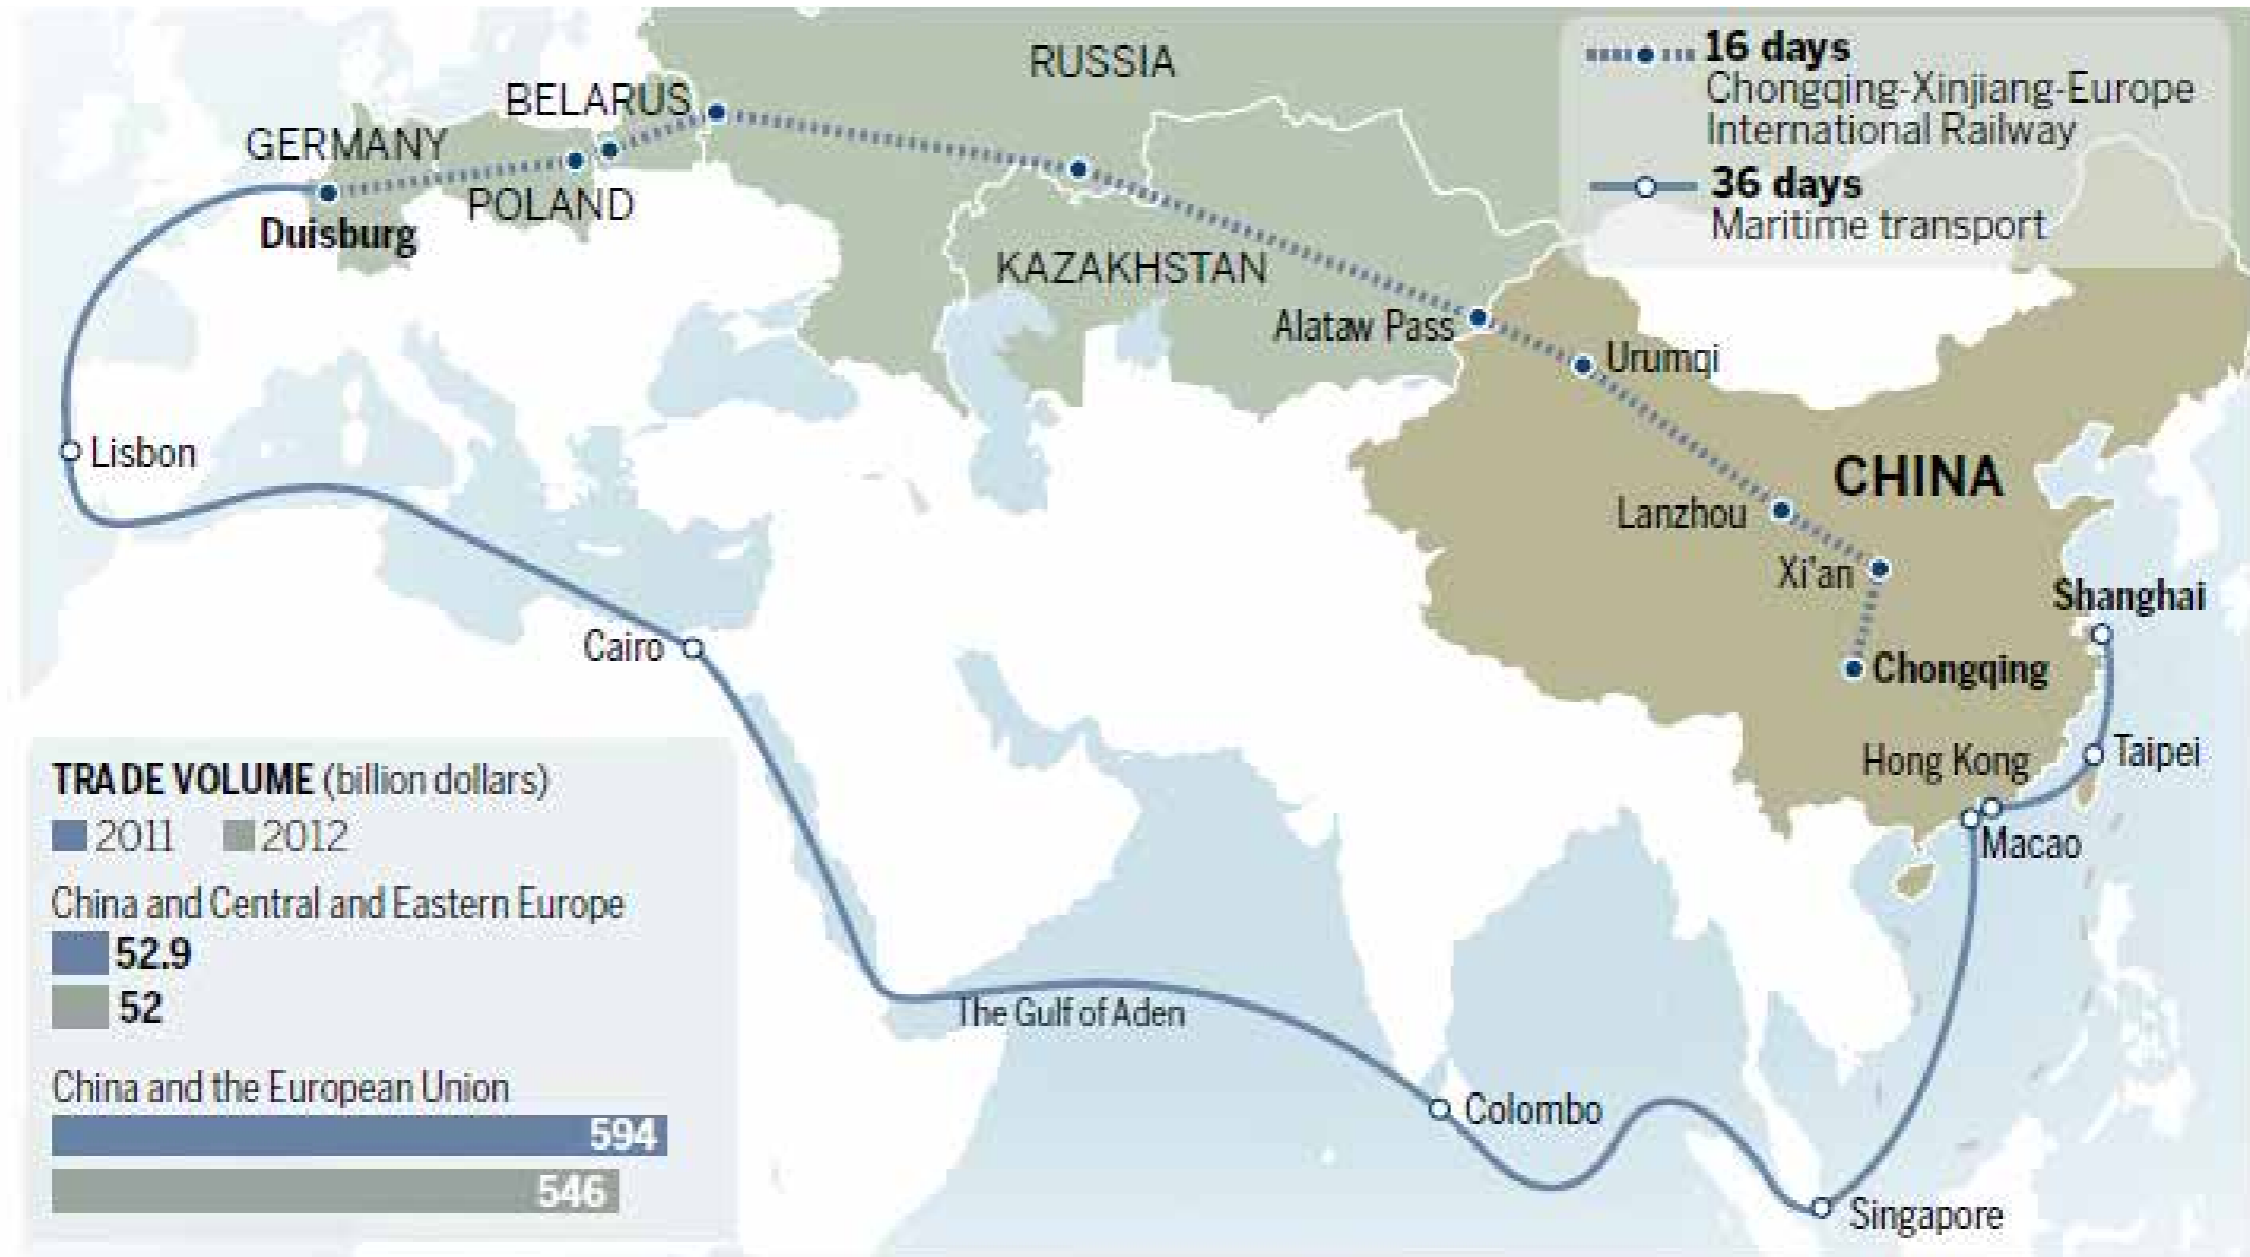 RUSSIA
16 days
Chongqing-Xinjiang-Europe
International Railway
36 days
Maritime transport
BELARUS
GERMANY
POLAND
Duisburg
KAZAKHSTAN
Alataw Pass
Urumqi
CHINA
Lisbon
Lanzhou
Xi'an
Shanghai
Cairo
Chongqing
Hong Kong
Taipei
Macao
The Gulf of Aden
Colombo
Singapore
TRADE VOLUME (billion dollars)
2011 2012
China and Central and Eastern Europe
52.9
52
China and the European Union
594
546